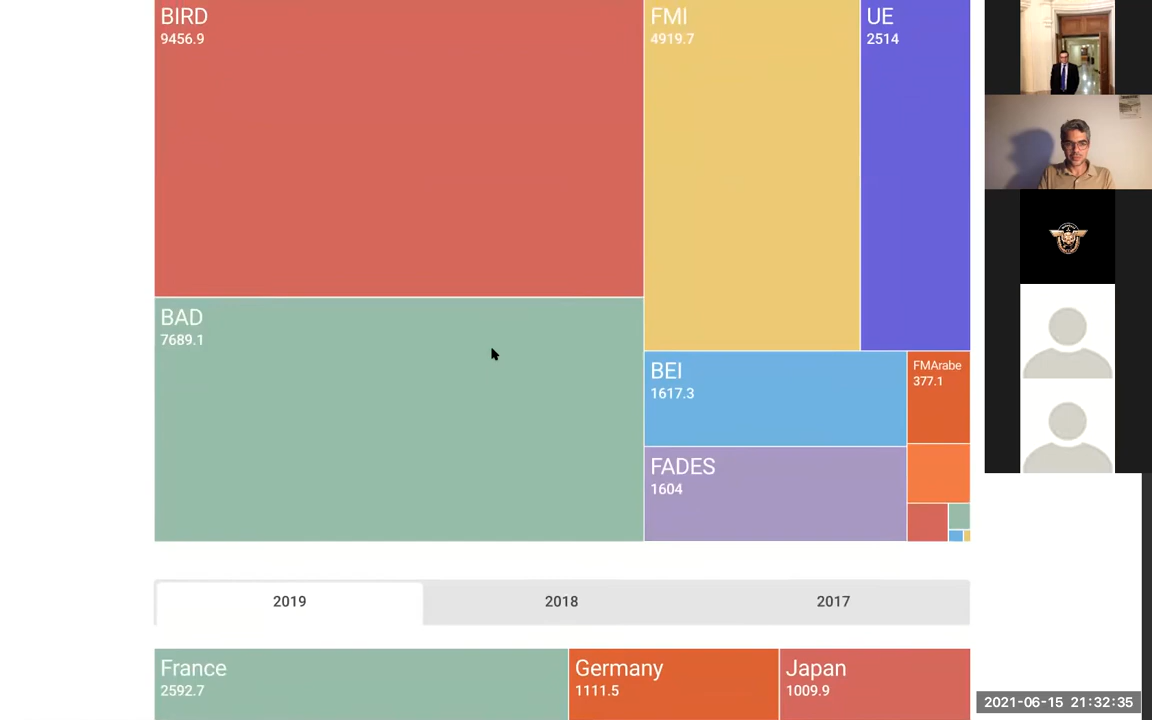 BIRD
9456.9
FMI
4919.7
UE
2514
BAD
7689.1
BEI
1617.3
FMArabe
377.1
FADES
1604
2019
2018
2017
France
2592.7
Germany
1111.5
Japan
1009.9
2021-06-15 21:32:35